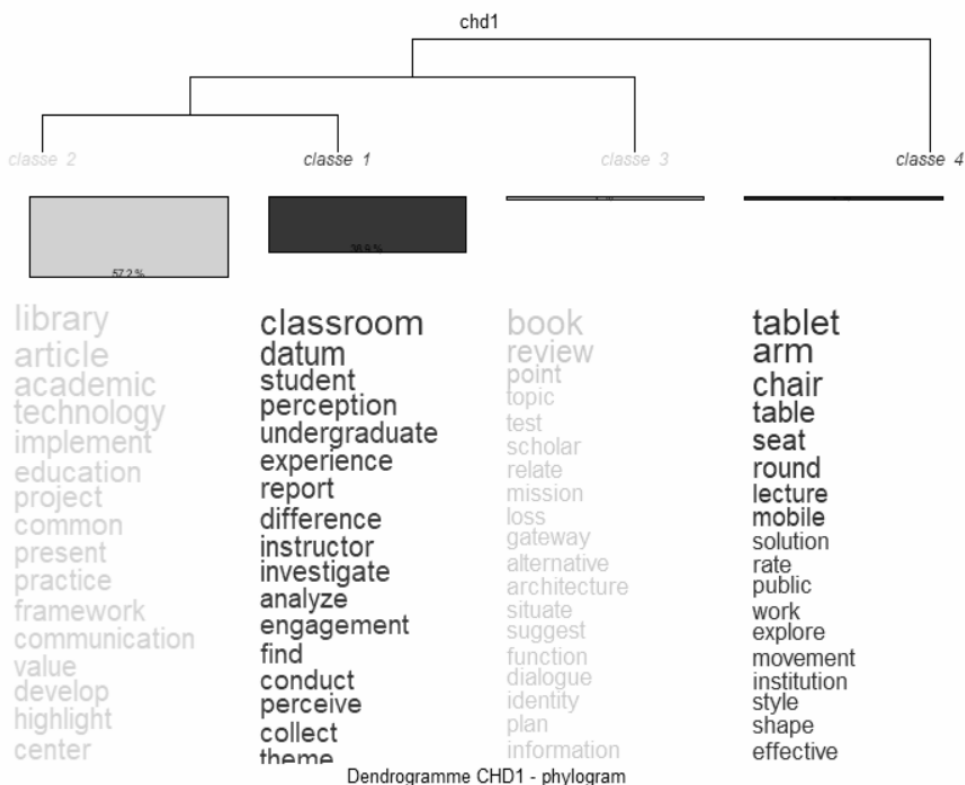 chd1
classe 2
classe 1
classe 3
classe 4
57.2 %
36.9 %
library
article
academic
technology
implement
education
project
common
present
practice
framework
communication
value
develop
highlight
center
classroom
datum
student
perception
undergraduate
experience
report
difference
instructor
investigate
analyze
engagement
find
conduct
perceive
collect
theme
book
review
point
topic
test
scholar
relate
mission
loss
gateway
alternative
architecture
situate
suggest
function
dialogue
identity
plan
information
tablet
arm
chair
table
seat
round
lecture
mobile
solution
rate
public
work
explore
movement
institution
style
shape
effective
Dendrogramme CHD1 - phylogram